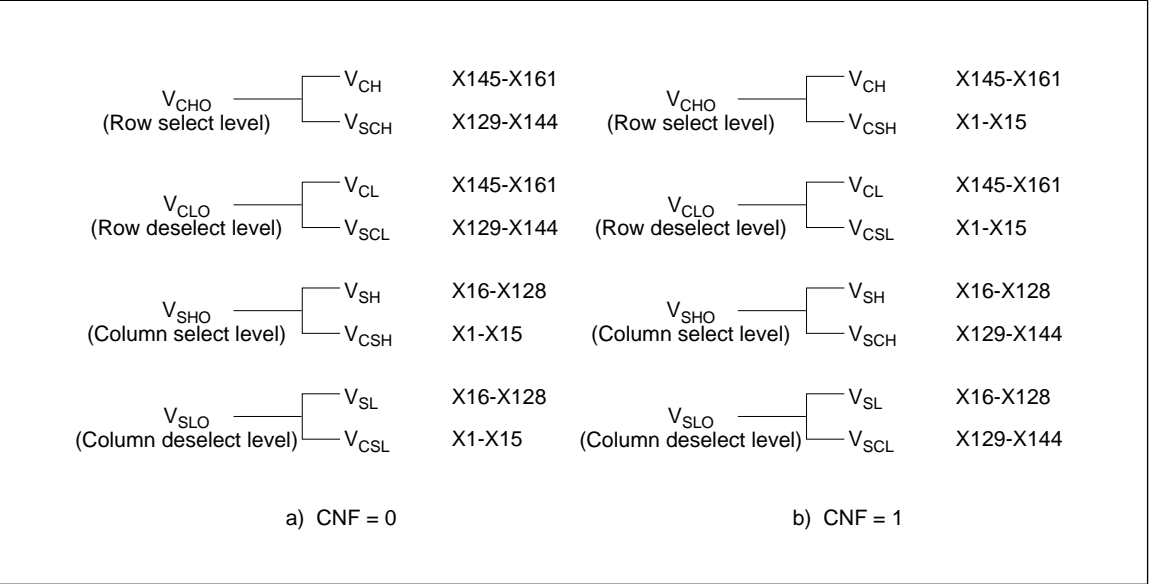 VCH X145-X161 VCH X145-X161
VCHO VCHO
(Row select level) VSCH X129-X144 (Row select level) VCSH X1-X15
VCL X145-X161 VCL X145-X161
VCLO VCLO
(Row deselect level) VSCL X129-X144 (Row deselect level) VCSL X1-X15
VSH X16-X128 VSH X16-X128
VSHO VSHO
(Column select level) VCSH X1-X15 (Column select level) VSCH X129-X144
VSL X16-X128 VSL X16-X128
VSLO VSLO
(Column deselect level) VCSL X1-X15 (Column deselect level) VSCL X129-X144
a) CNF = 0 b) CNF = 1